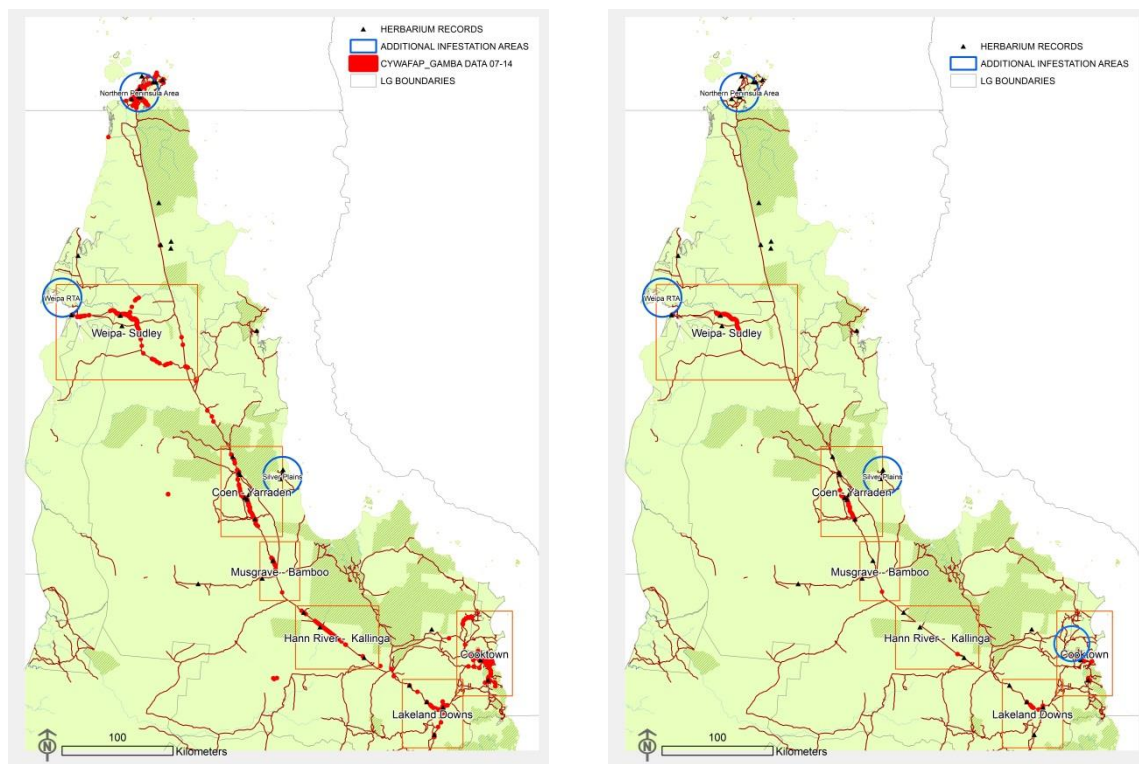 HERBARIUM RECORDS
ADDITIONAL INFESTATION AREAS
CYWAFAP_GAMBA DATA 07-14
LG BOUNDARIES
Northern Peninsula Area
Weipa RTA
Weipa- Sudley
Silver Plains
Coen - Yarraden
Musgrave - Bamboo
Hann River - Kallinga
Cooktown
Lakeland Downs
N
100
Kilometers
HERBARIUM RECORDS
ADDITIONAL INFESTATION AREAS
LG BOUNDARIES
Northern Peninsula Area
Weipa RTA
Weipa- Sudley
Silver Plains
Coen - Yarraden
Musgrave - Bamboo
Hann River - Kallinga
Cooktown
Lakeland Downs
N
100
Kilometers